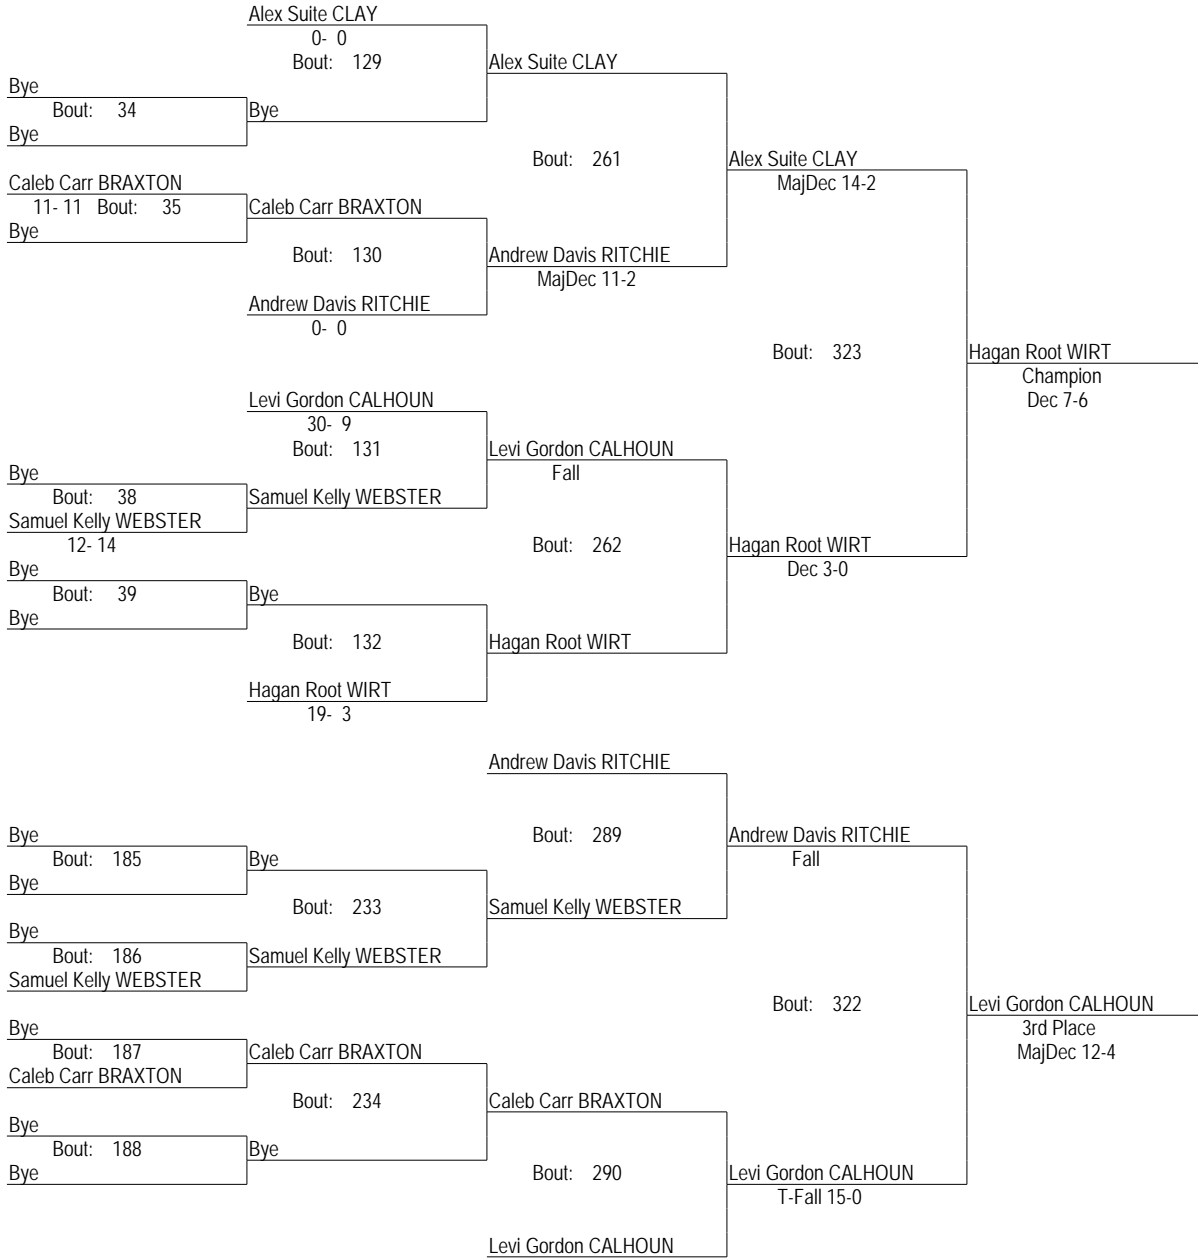 Alex Suite CLAY
0- 0
Bout: 129
Alex Suite CLAY
Bye
Bout: 34
Bye
Bye
Bout: 261
Alex Suite CLAY
MajDec 14-2
Caleb Carr BRAXTON
11- 11 Bout: 35
Caleb Carr BRAXTON
Bye
Bout: 130
Andrew Davis RITCHIE
MajDec 11-2
Andrew Davis RITCHIE
0- 0
Bout: 323
Hagan Root WIRT
Champion
Dec 7-6
Levi Gordon CALHOUN
30- 9
Bout: 131
Levi Gordon CALHOUN
Fall
Bye
Bout: 38
Samuel Kelly WEBSTER
Samuel Kelly WEBSTER
12- 14
Bout: 262
Hagan Root WIRT
Dec 3-0
Bye
Bout: 39
Bye
Bye
Bout: 132
Hagan Root WIRT
Hagan Root WIRT
19- 3
Andrew Davis RITCHIE
Bye
Bout: 185
Bye
Bye
Bout: 289
Andrew Davis RITCHIE
Fall
Bout: 233
Samuel Kelly WEBSTER
Bye
Bout: 186
Samuel Kelly WEBSTER
Samuel Kelly WEBSTER
Bout: 322
Levi Gordon CALHOUN
3rd Place
MajDec 12-4
Bye
Bout: 187
Caleb Carr BRAXTON
Caleb Carr BRAXTON
Bout: 234
Caleb Carr BRAXTON
Bye
Bout: 188
Bye
Bye
Bout: 290
Levi Gordon CALHOUN
T-Fall 15-0
Levi Gordon CALHOUN